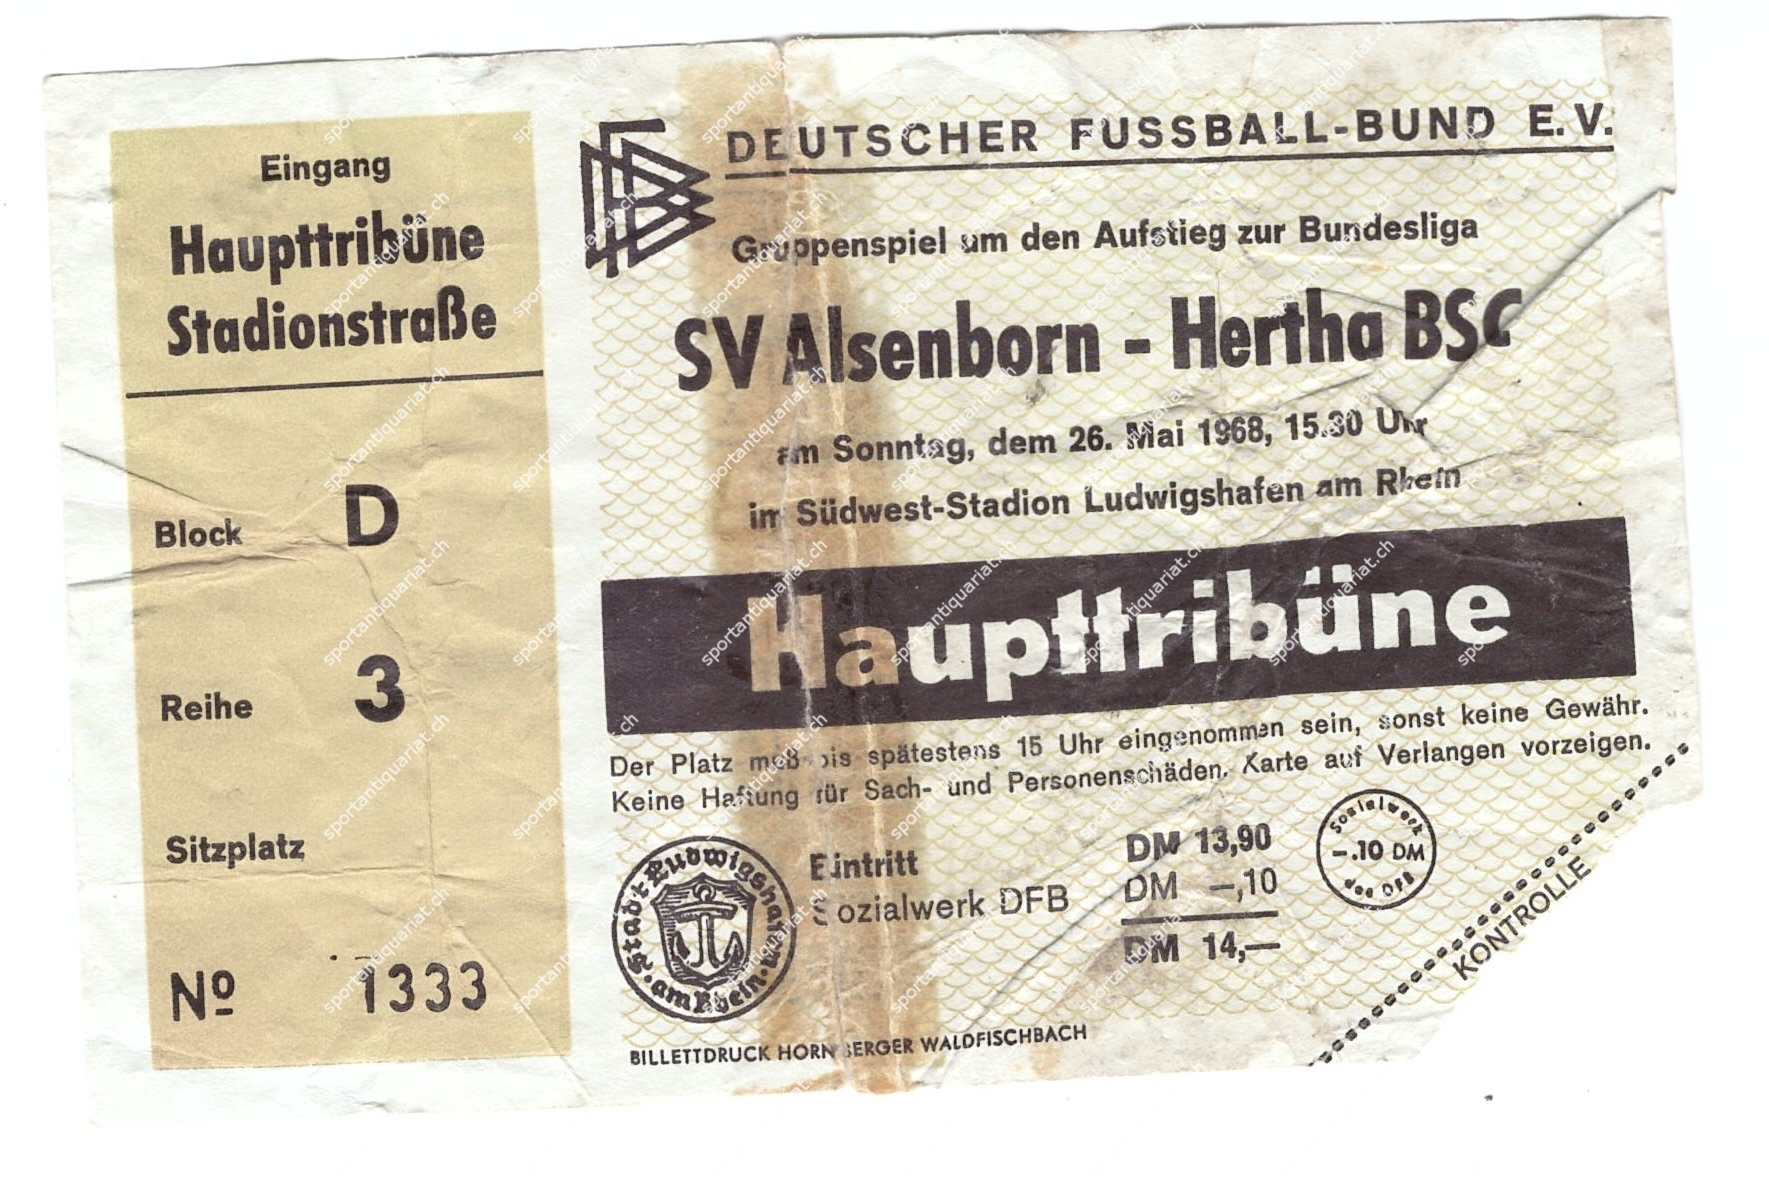 Eingang
Haupttribüne
Stadionstraße
Block D
Reihe 3
Sitzplatz
Nº 1333
DEUTSCHER FUSSBALL-BUND E.V.
Gruppenspiel um den Aufstieg zur Bundesliga
SV Alsenborn - Hertha BSC
am Sonntag, dem 26. Mai 1968, 15.30 Uhr
im Südwest-Stadion Ludwigshafen am Rhein
Haupttribüne
Der Platz muß bis spätestens 15 Uhr eingenommen sein, sonst keine Gewähr.
Keine Haftung für Sach- und Personenschäden. Karte auf Verlangen vorzeigen.
Stadt Ludwigshafen
am Rhein
Eintritt DM 13,90
Sozialwerk DFB DM –,10
DM 14,—
Sozialwerk
–.10 DM
des DFB
KONTROLLE
BILLETTDRUCK HORNBERGER WALDFISCHBACH
sportantiquariat.ch